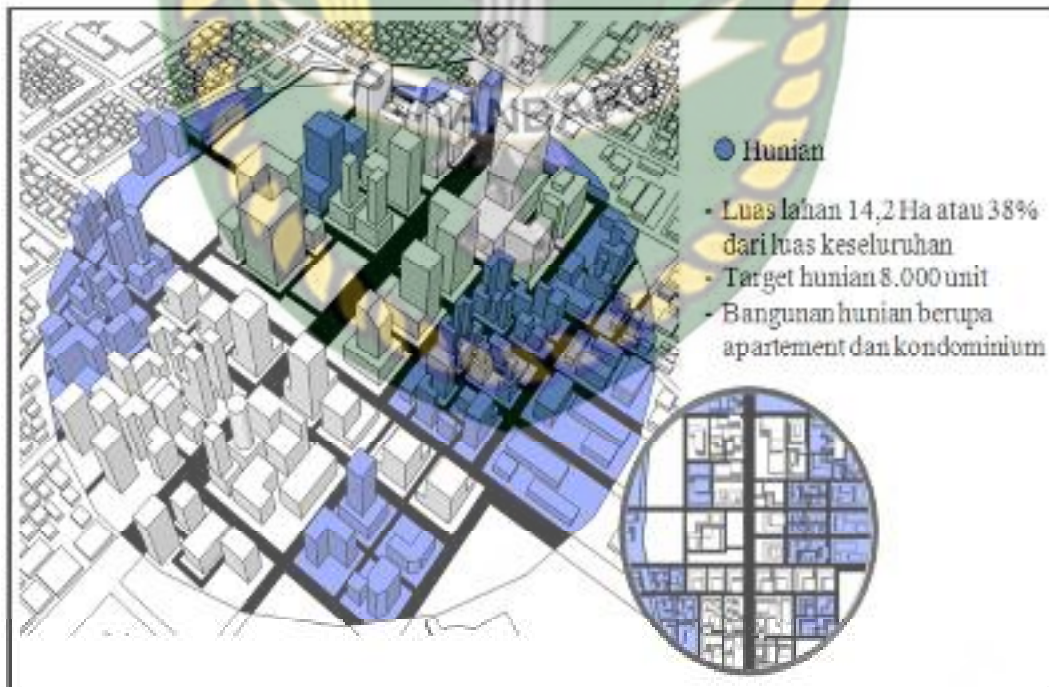 Hunian
- Luas lahan 14,2 Ha atau 38%
dari luas keseluruhan
- Target hunian 8.000 unit
- Bangunan hunian berupa
apartement dan kondominium